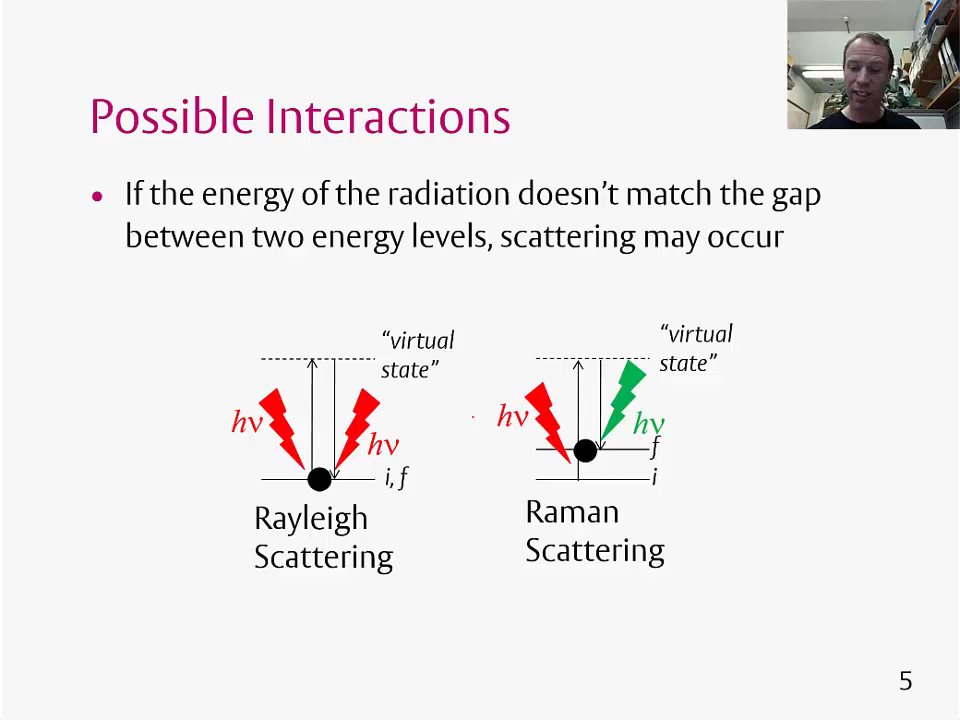 Possible Interactions
• If the energy of the radiation doesn't match the gap
between two energy levels, scattering may occur
"virtual
state"
hν
hν
i, f
Rayleigh
Scattering
"virtual
state"
hν
hν
f
i
Raman
Scattering
5